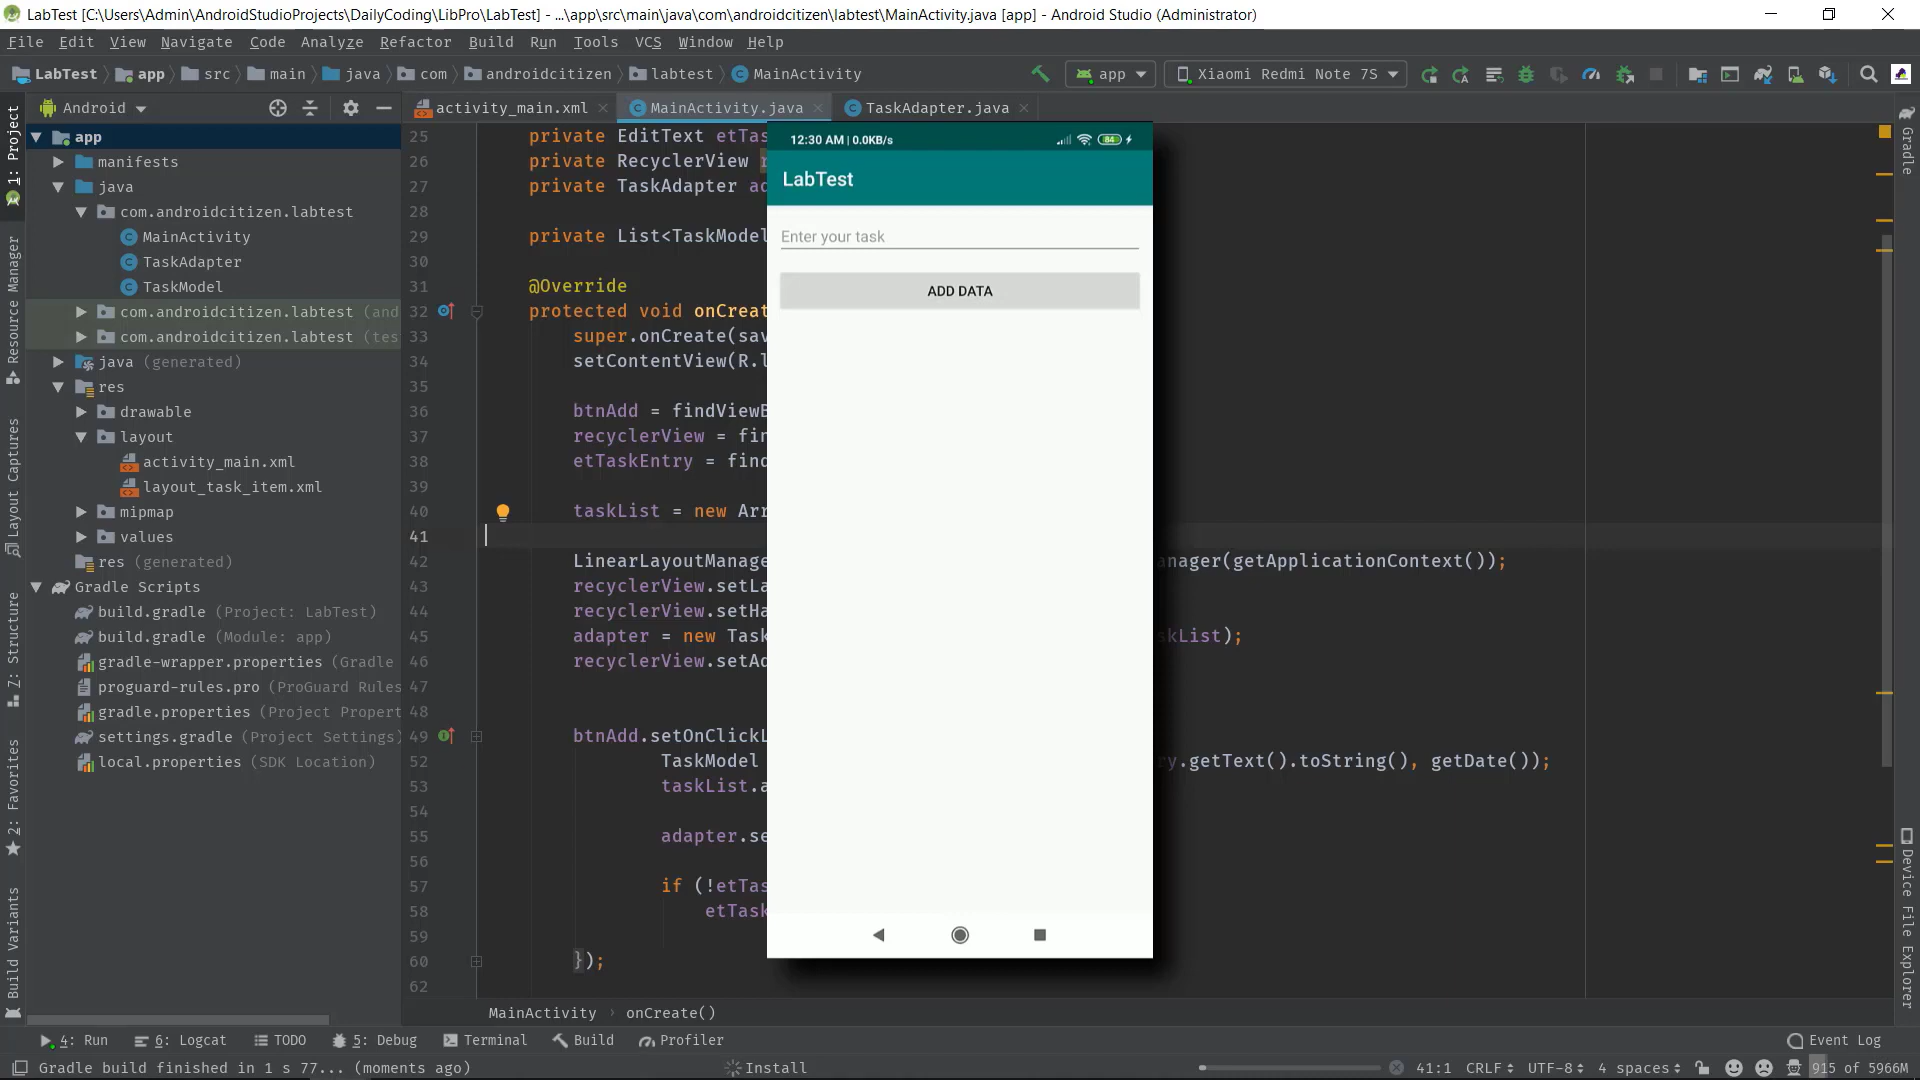 LabTest [C:\Users\Admin\AndroidStudioProjects\DailyCoding\LibPro\LabTest] - ...\app\src\main\java\com\androidcitizen\labtest\MainActivity.java [app] - Android Studio (Administrator)
File Edit View Navigate Code Analyze Refactor Build Run Tools VCS Window Help
LabTest app src main java com androidcitizen labtest MainActivity app Xiaomi Redmi Note 7S
Android activity_main.xml MainActivity.java TaskAdapter.java
1: Project
Resource Manager
Layout Captures
7: Structure
2: Favorites
Build Variants
app
manifests
java
com.androidcitizen.labtest
MainActivity
TaskAdapter
TaskModel
com.androidcitizen.labtest (and
com.androidcitizen.labtest (tes
java (generated)
res
drawable
layout
activity_main.xml
layout_task_item.xml
mipmap
values
res (generated)
Gradle Scripts
build.gradle (Project: LabTest)
build.gradle (Module: app)
gradle-wrapper.properties (Gradle
proguard-rules.pro (ProGuard Rules
gradle.properties (Project Propert
settings.gradle (Project Settings)
local.properties (SDK Location)
25 private EditText etTas
26 private RecyclerView r
27 private TaskAdapter ad
28
29 private List<TaskModel
30
31 @Override
32 protected void onCreat
33 super.onCreate(sav
34 setContentView(R.l
35
36 btnAdd = findViewB
37 recyclerView = fin
38 etTaskEntry = find
39
40 taskList = new Arr
41
42 LinearLayoutManage anager(getApplicationContext());
43 recyclerView.setLa
44 recyclerView.setHa
45 adapter = new Task skList);
46 recyclerView.setAd
47
48
49 btnAdd.setOnClickL
52 TaskModel ry.getText().toString(), getDate());
53 taskList.a
54
55 adapter.se
56
57 if (!etTas
58 etTask
59
60 });
62
12:30 AM | 0.0KB/s 84
LabTest
Enter your task
ADD DATA
Gradle
Device File Explorer
MainActivity › onCreate()
4: Run 6: Logcat TODO 5: Debug Terminal Build Profiler Event Log
Gradle build finished in 1 s 77... (moments ago) Install 41:1 CRLF UTF-8 4 spaces 915 of 5966M